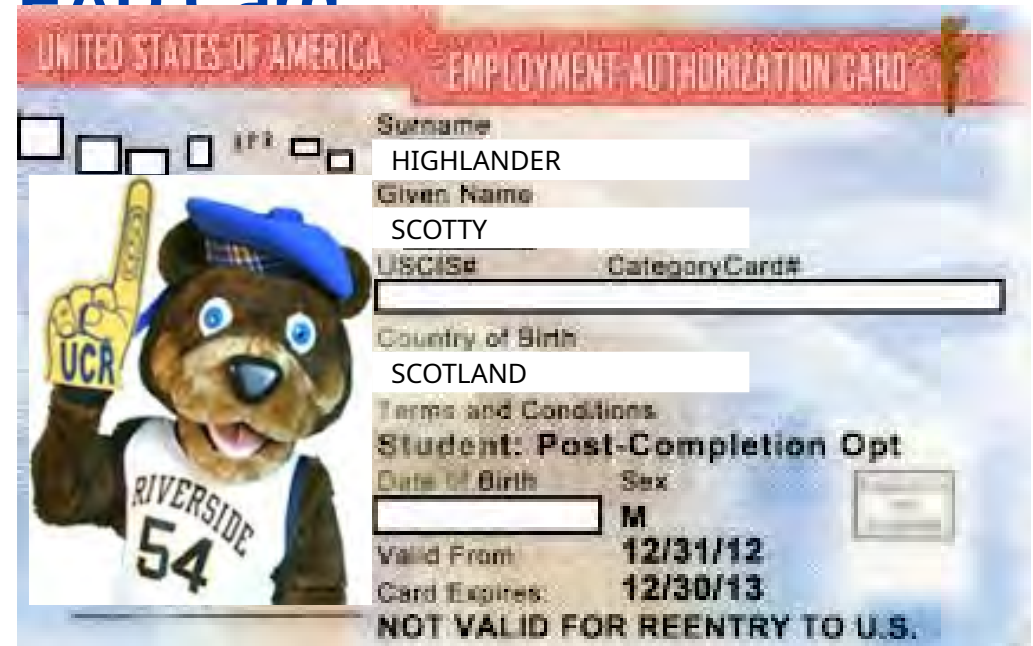 EAD Card
UNITED STATES OF AMERICA EMPLOYMENT AUTHORIZATION CARD
Surname
HIGHLANDER
Given Name
SCOTTY
USCIS# Category Card#
Country of Birth
SCOTLAND
Terms and Conditions
Student: Post-Completion Opt
Date of Birth Sex
M
Valid From: 12/31/12
Card Expires: 12/30/13
NOT VALID FOR REENTRY TO U.S.
UCR
RIVERSIDE
54